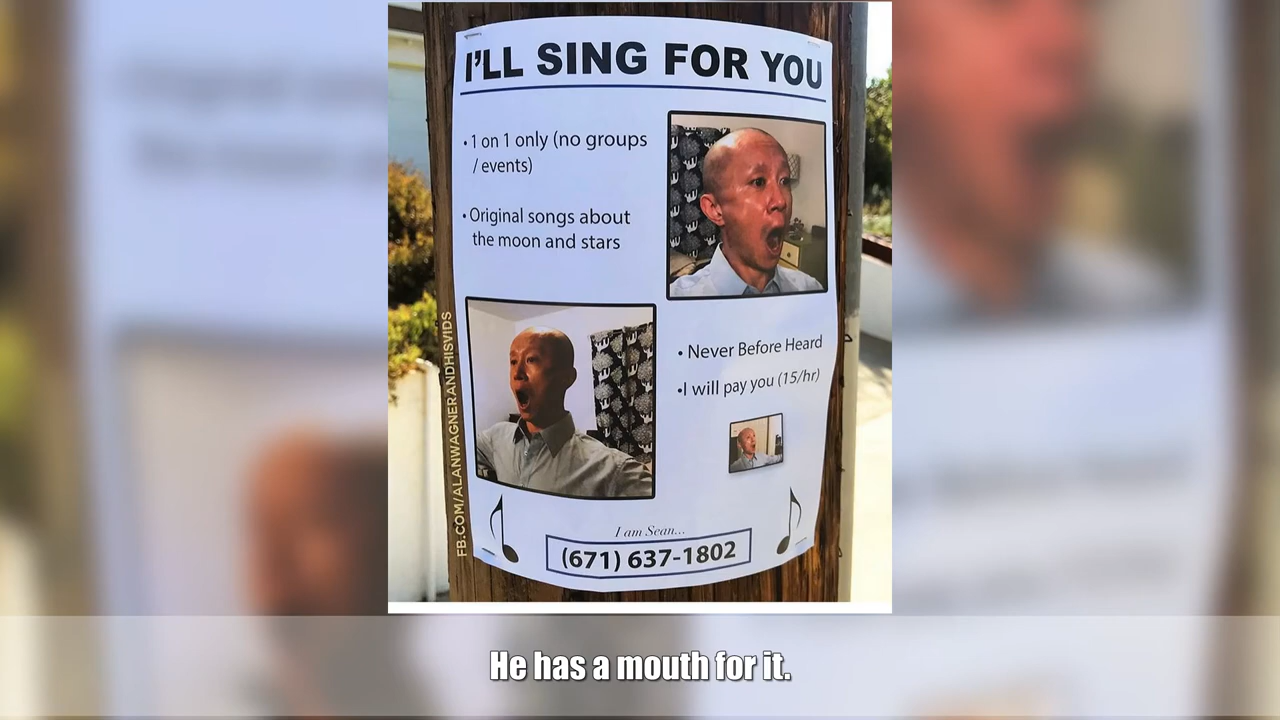 I'LL SING FOR YOU
• 1 on 1 only (no groups
/ events)
• Original songs about
the moon and stars
• Never Before Heard
•I will pay you (15/hr)
I am Sean...
(671) 637-1802
FB.COM/ALANWAGNERANDHISVIDS
He has a mouth for it.